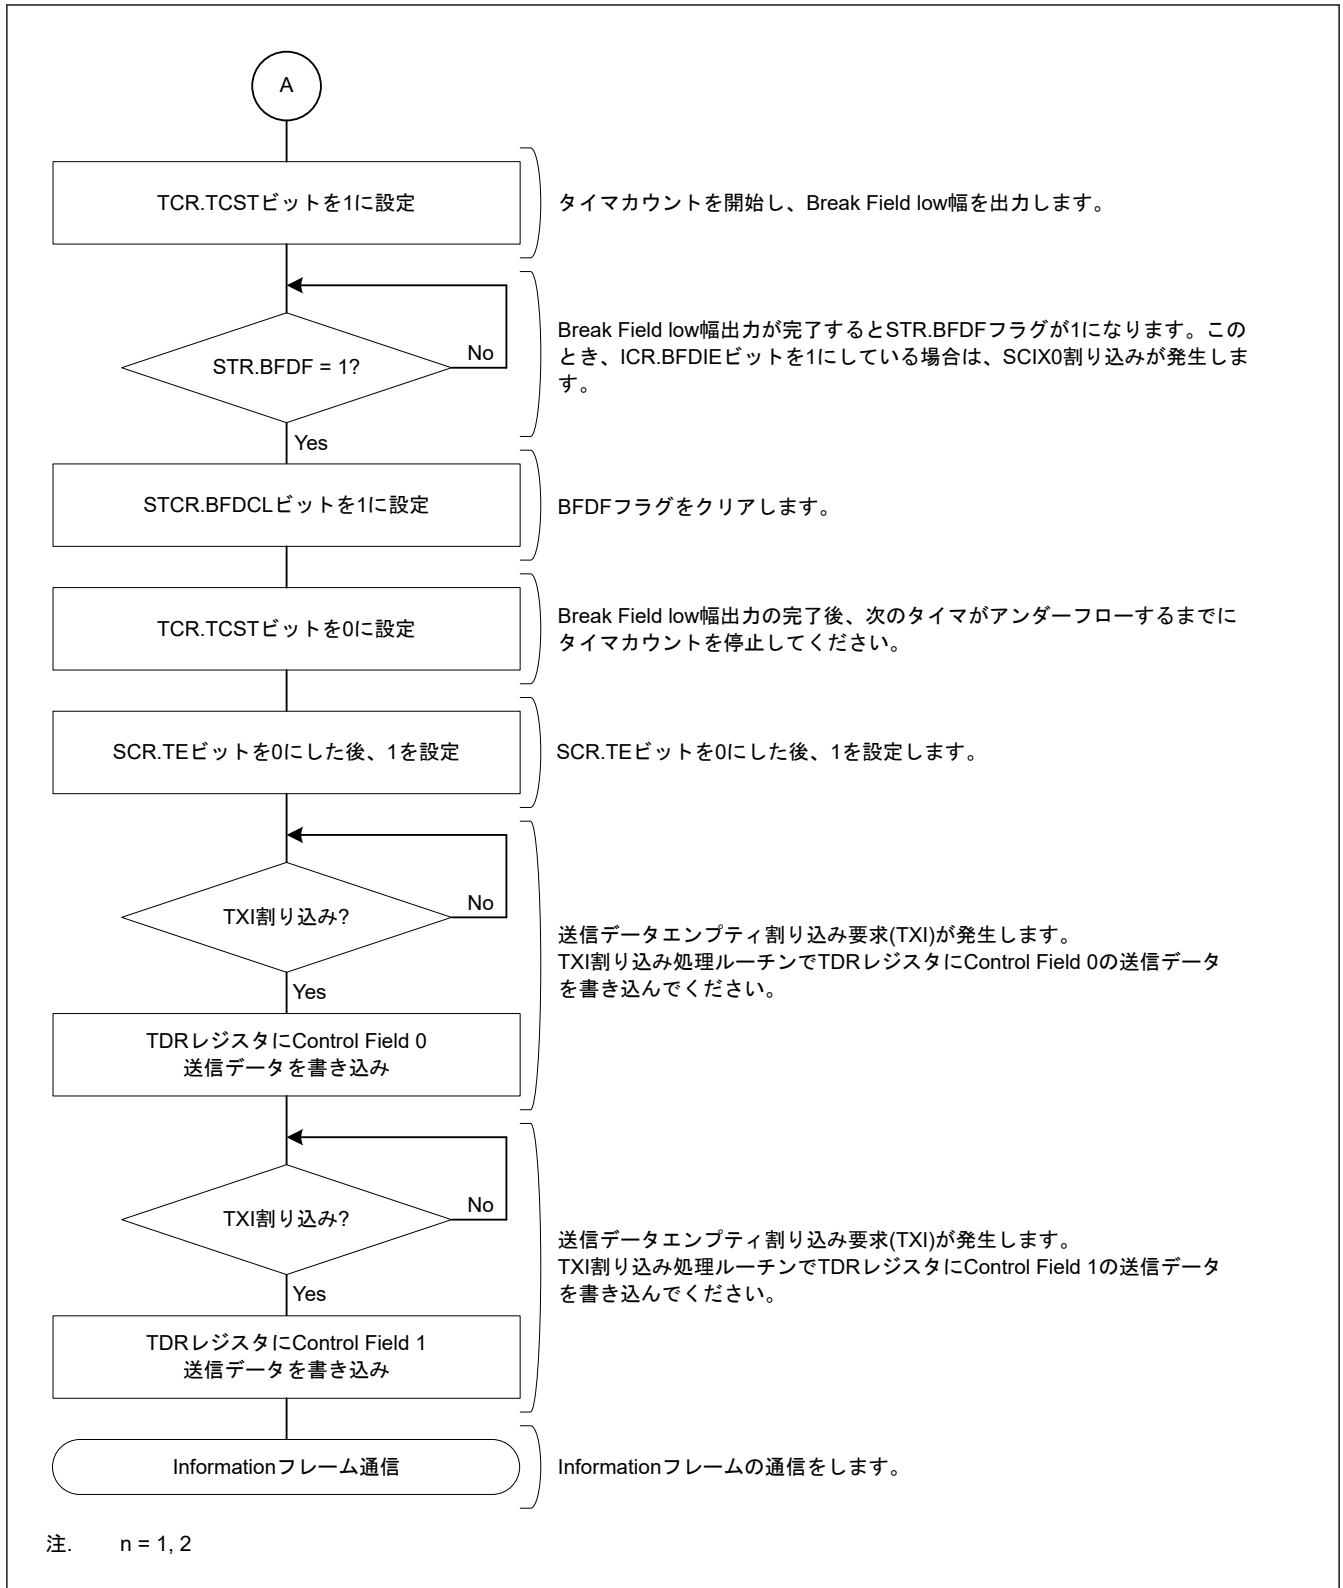 A
TCR.TCSTビットを1に設定
タイマカウントを開始し、Break Field low幅を出力します。
STR.BFDF = 1?
No
Yes
Break Field low幅出力が完了するとSTR.BFDFフラグが1になります。この
とき、ICR.BFDIEビットを1にしている場合は、SCIX0割り込みが発生しま
す。
STCR.BFDCLビットを1に設定
BFDFフラグをクリアします。
TCR.TCSTビットを0に設定
Break Field low幅出力の完了後、次のタイマがアンダーフローするまでに
タイマカウントを停止してください。
SCR.TEビットを0にした後、1を設定
SCR.TEビットを0にした後、1を設定します。
TXI割り込み?
No
Yes
送信データエンプティ割り込み要求(TXI)が発生します。
TXI割り込み処理ルーチンでTDRレジスタにControl Field 0の送信データ
を書き込んでください。
TDRレジスタにControl Field 0
送信データを書き込み
TXI割り込み?
No
Yes
送信データエンプティ割り込み要求(TXI)が発生します。
TXI割り込み処理ルーチンでTDRレジスタにControl Field 1の送信データ
を書き込んでください。
TDRレジスタにControl Field 1
送信データを書き込み
Informationフレーム通信
Informationフレームの通信をします。
注. n = 1, 2